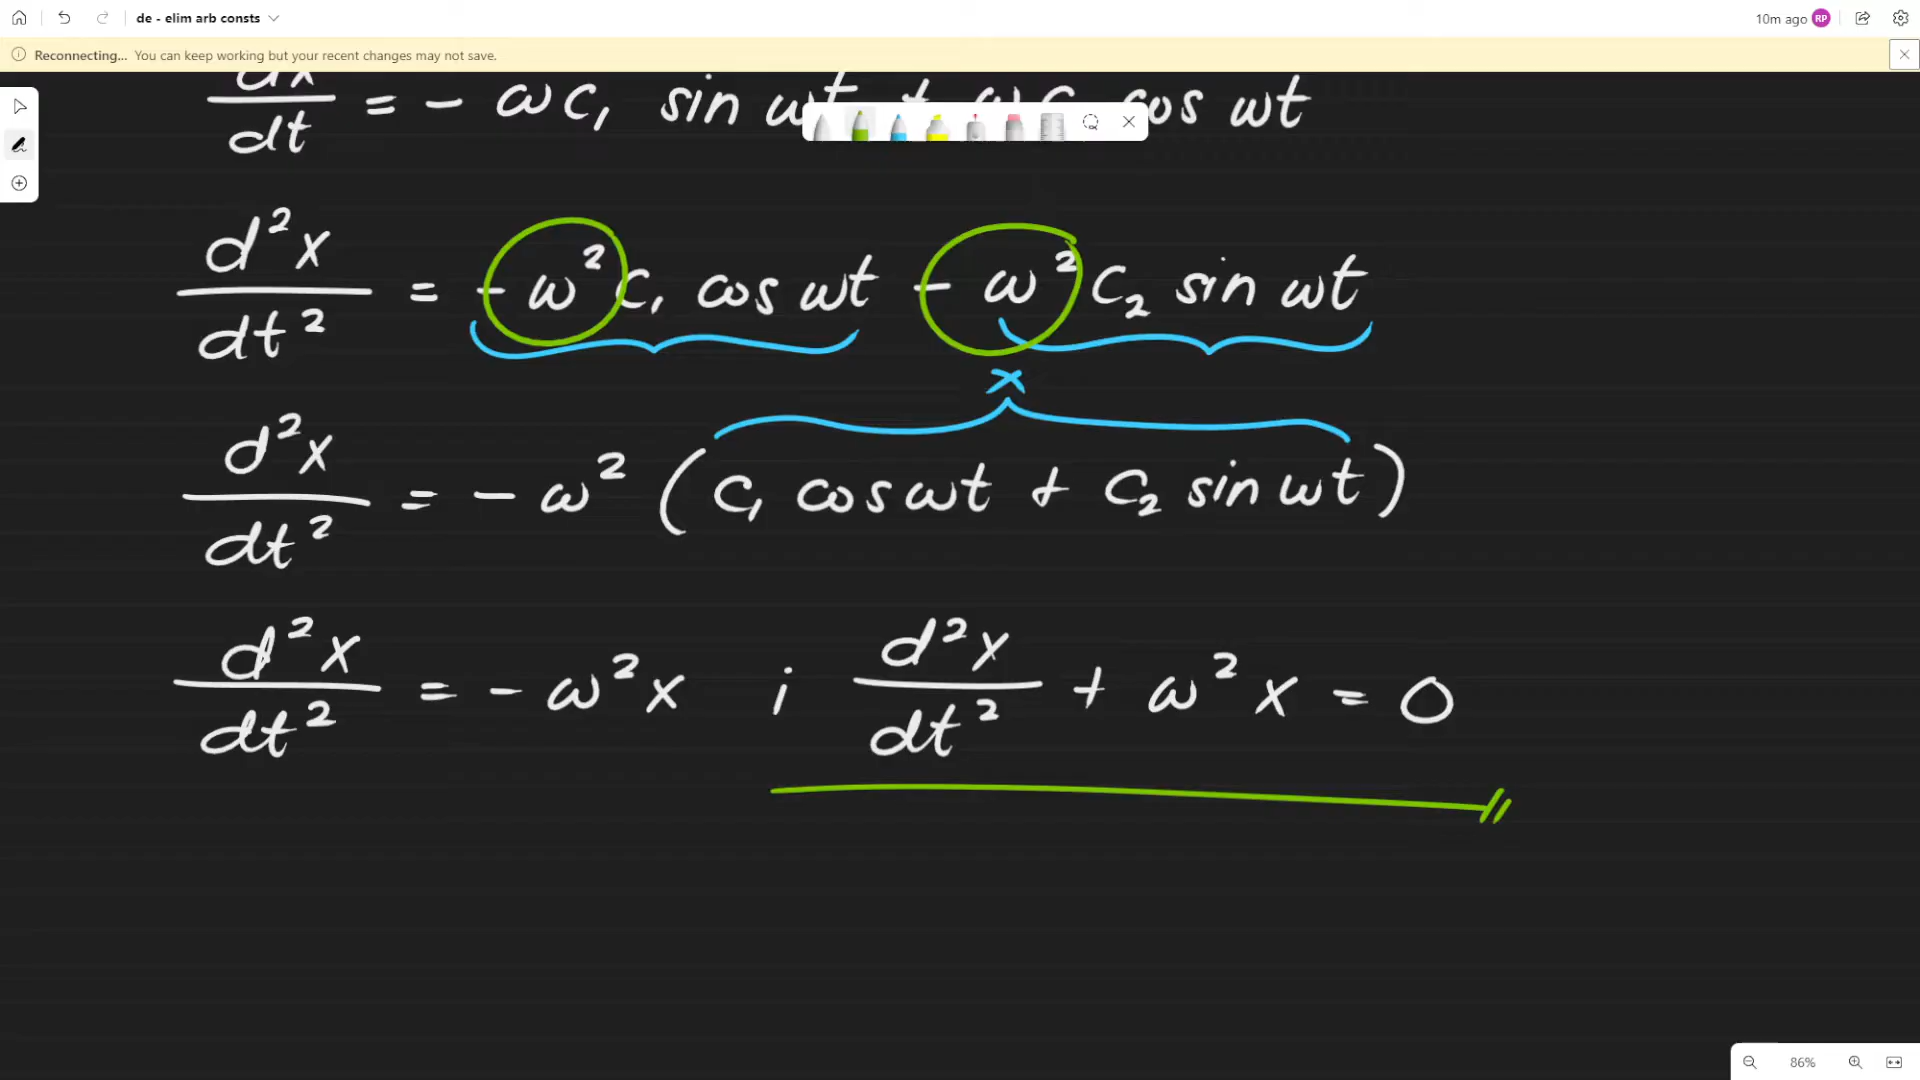 de - elim arb consts
10m ago RP
Reconnecting... You can keep working but your recent changes may not save.
dx/dt = - ωc₁ sin ωt + ωc cos ωt
d²x/dt² = - ω²c₁ cos ωt - ω²c₂ sin ωt
x
d²x/dt² = - ω² (c₁ cos ωt + c₂ sin ωt)
d²x/dt² = - ω²x ; d²x/dt² + ω²x = 0
86%